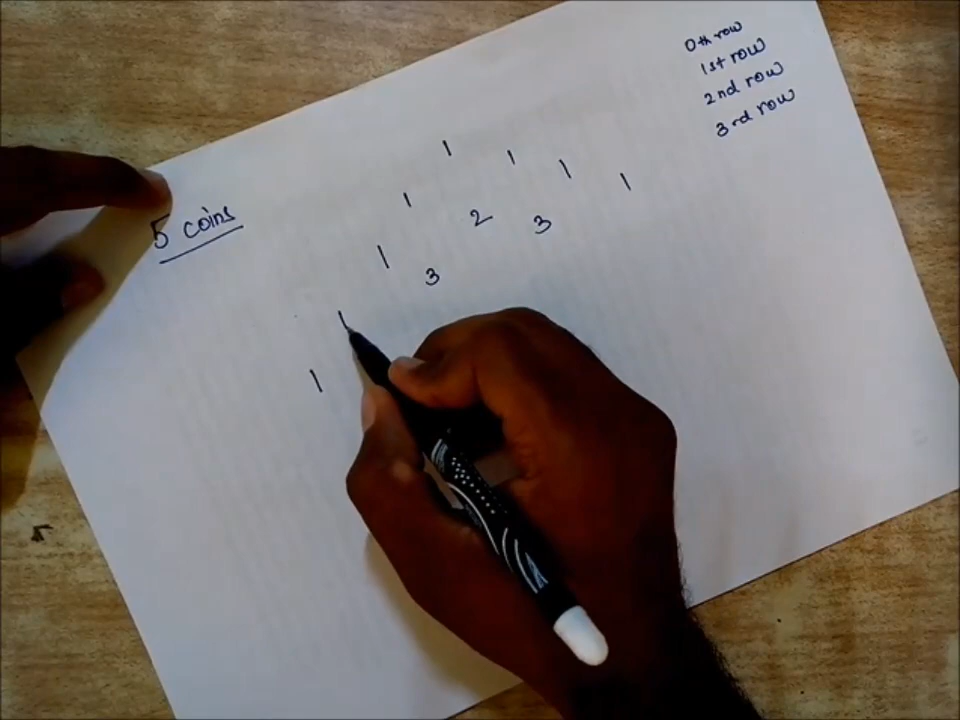 0th row
1st row
2nd row
3rd row
5 coins
1
1 1
1 2 1
1 3 3 1
1